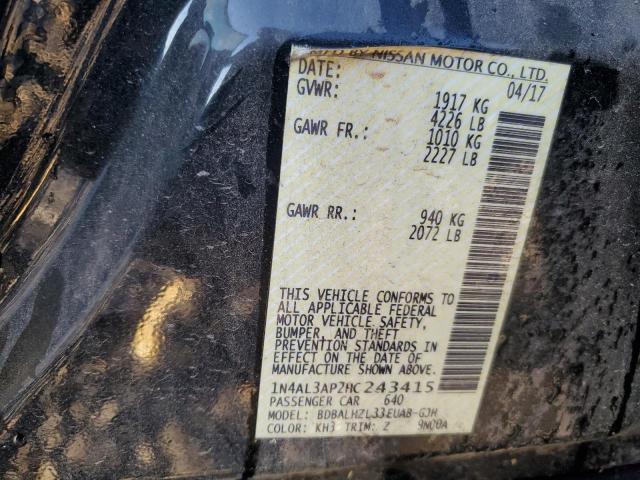 MFD BY NISSAN MOTOR CO., LTD.
DATE: 04/17
GVWR: 1917 KG
4226 LB
GAWR FR.: 1010 KG
2227 LB
GAWR RR.: 940 KG
2072 LB
THIS VEHICLE CONFORMS TO
ALL APPLICABLE FEDERAL
MOTOR VEHICLE SAFETY,
BUMPER, AND THEFT
PREVENTION STANDARDS IN
EFFECT ON THE DATE OF
MANUFACTURE SHOWN ABOVE.
1N4AL3AP2HC243415
PASSENGER CAR 640
MODEL: BDBALHZL33EUAB-GJH
COLOR: KH3 TRIM: Z